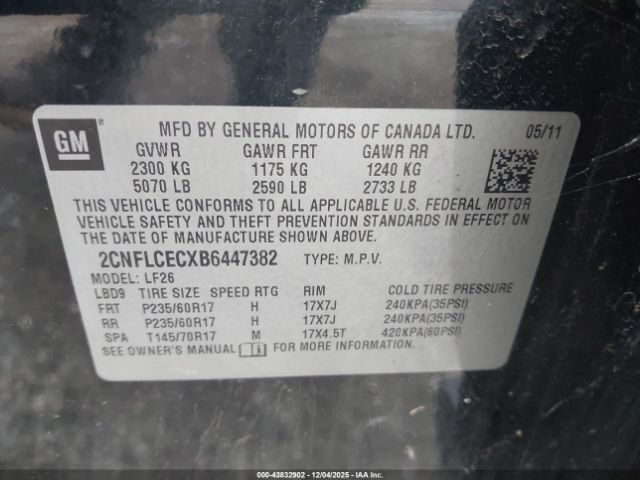 GM
MFD BY GENERAL MOTORS OF CANADA LTD. 05/11
GVWR GAWR FRT GAWR RR
2300 KG 1175 KG 1240 KG
5070 LB 2590 LB 2733 LB
THIS VEHICLE CONFORMS TO ALL APPLICABLE U.S. FEDERAL MOTOR
VEHICLE SAFETY AND THEFT PREVENTION STANDARDS IN EFFECT ON
THE DATE OF MANUFACTURE SHOWN ABOVE.
2CNFLCECXB6447382 TYPE: M.P.V.
MODEL: LF26
LBD9 TIRE SIZE SPEED RTG RIM COLD TIRE PRESSURE
FRT P235/60R17 H 17X7J 240KPA(35PSI)
RR P235/60R17 H 17X7J 240KPA(35PSI)
SPA T145/70R17 M 17X4.5T 420KPA(60PSI)
SEE OWNER'S MANUAL FOR MORE INFORMATION.
000-43832902 - 12/04/2025 - IAAI.COM